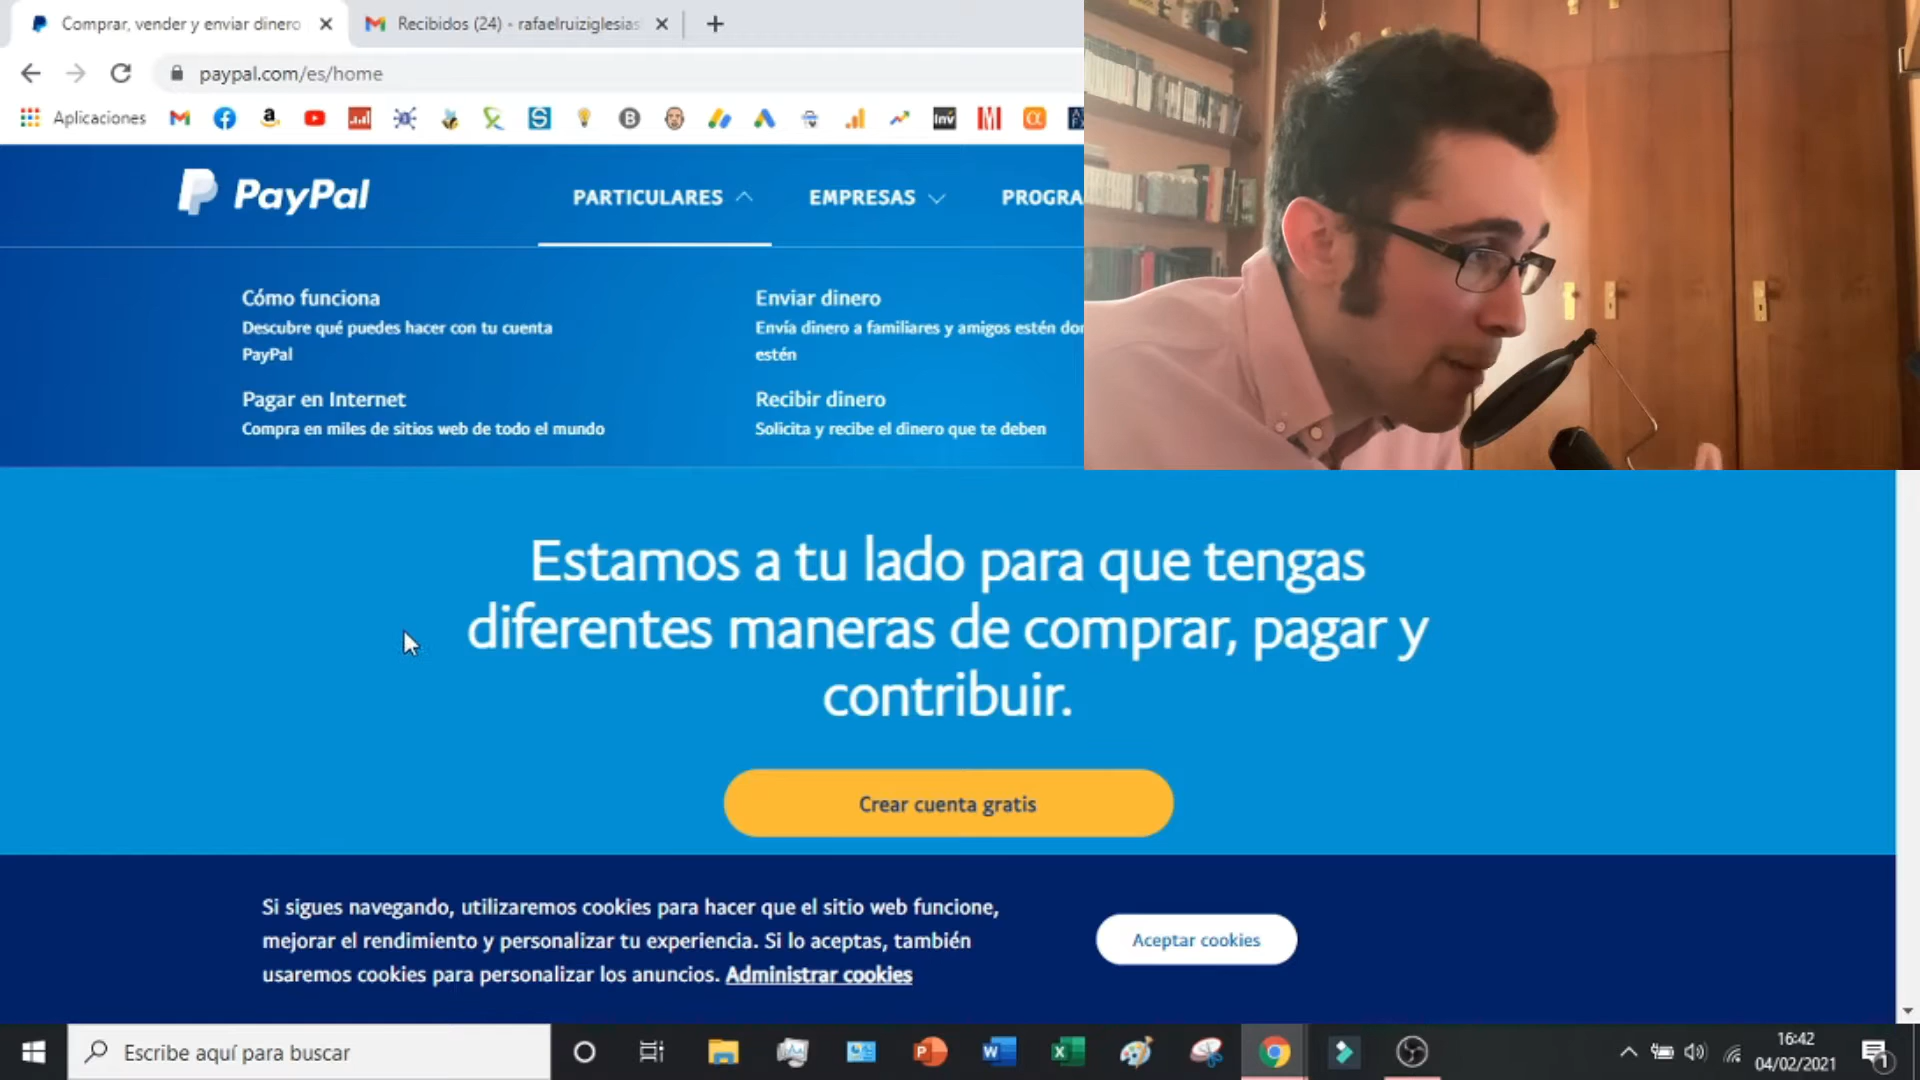 Comprar, vender y enviar dinero
Recibidos (24) - rafaelruiziglesias
paypal.com/es/home
Aplicaciones
Inv
PayPal
PARTICULARES
EMPRESAS
PROGRA
Cómo funciona
Descubre qué puedes hacer con tu cuenta
PayPal
Enviar dinero
Envía dinero a familiares y amigos estén dor
estén
Pagar en Internet
Compra en miles de sitios web de todo el mundo
Recibir dinero
Solicita y recibe el dinero que te deben
Estamos a tu lado para que tengas
diferentes maneras de comprar, pagar y
contribuir.
Crear cuenta gratis
Si sigues navegando, utilizaremos cookies para hacer que el sitio web funcione,
mejorar el rendimiento y personalizar tu experiencia. Si lo aceptas, también
usaremos cookies para personalizar los anuncios. Administrar cookies
Aceptar cookies
Escribe aquí para buscar
16:42
04/02/2021
1